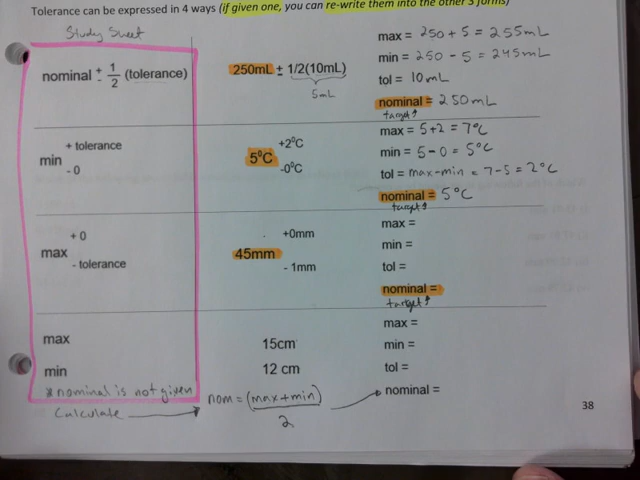 Tolerance can be expressed in 4 ways (if given one, you can re-write them into the other 3 forms)
Study Sheet
nominal ± 1/2 (tolerance)
250mL ± 1/2(10mL)
5mL
max = 250 + 5 = 255mL
min = 250 - 5 = 245mL
tol = 10mL
nominal = 250mL
target ↑
min + tolerance
- 0
5⁰C +2⁰C
-0⁰C
max = 5+2 = 7°C
min = 5-0 = 5°C
tol = max-min = 7-5 = 2°C
nominal = 5°C
target ↑
max + 0
- tolerance
45mm +0mm
- 1mm
max =
min =
tol =
nominal =
target ↑
max
min
15cm
12 cm
max =
min =
tol =
nominal =
* nominal is not given
Calculate → nom = (max + min)
2
38